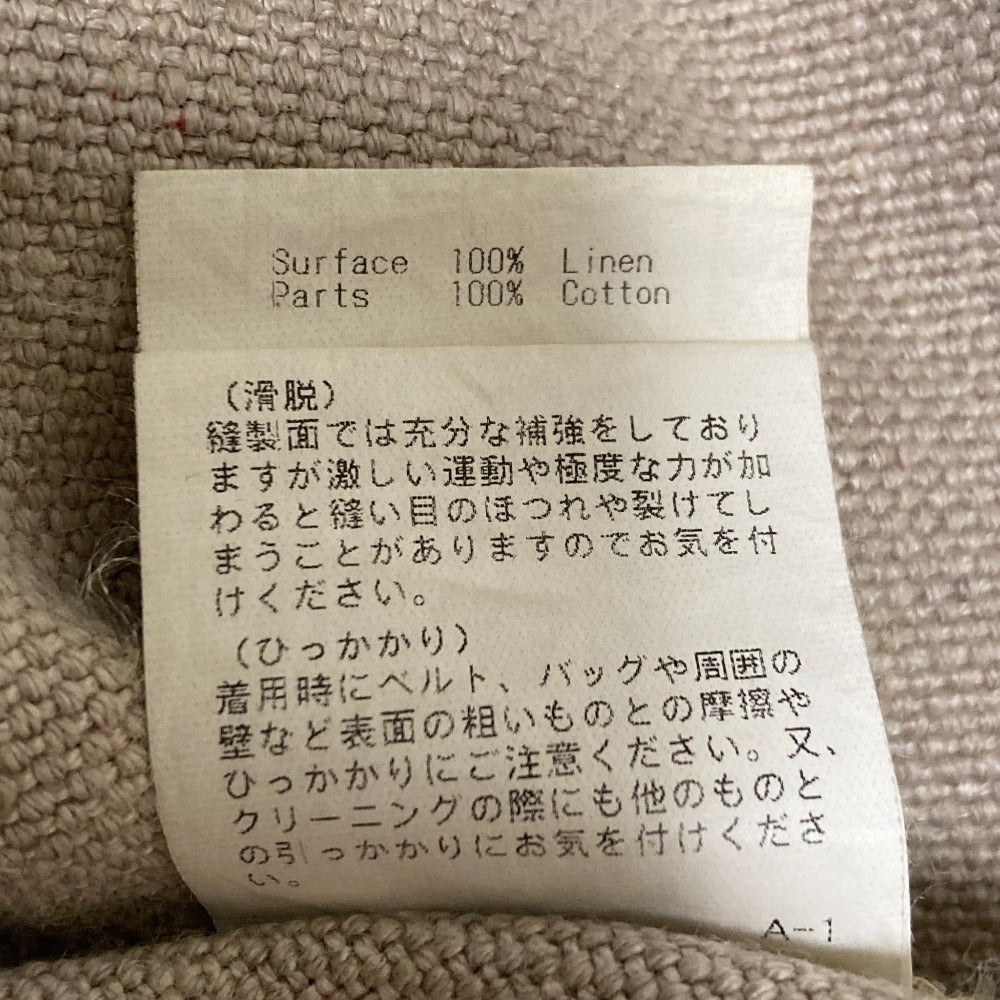 Surface 100% Linen
Parts 100% Cotton
(滑脱)
縫製面では充分な補強をしており
ますが激しい運動や極度な力が加
わると縫い目のほつれや裂けてし
まうことがありますのでお気を付
けください。
(ひっかかり)
着用時にベルト、バッグや周囲の
壁など表面の粗いものとの摩擦や
ひっかかりにご注意ください。又、
クリーニングの際にも他のものと
の引っかかりにお気を付けくださ
い。
A-1